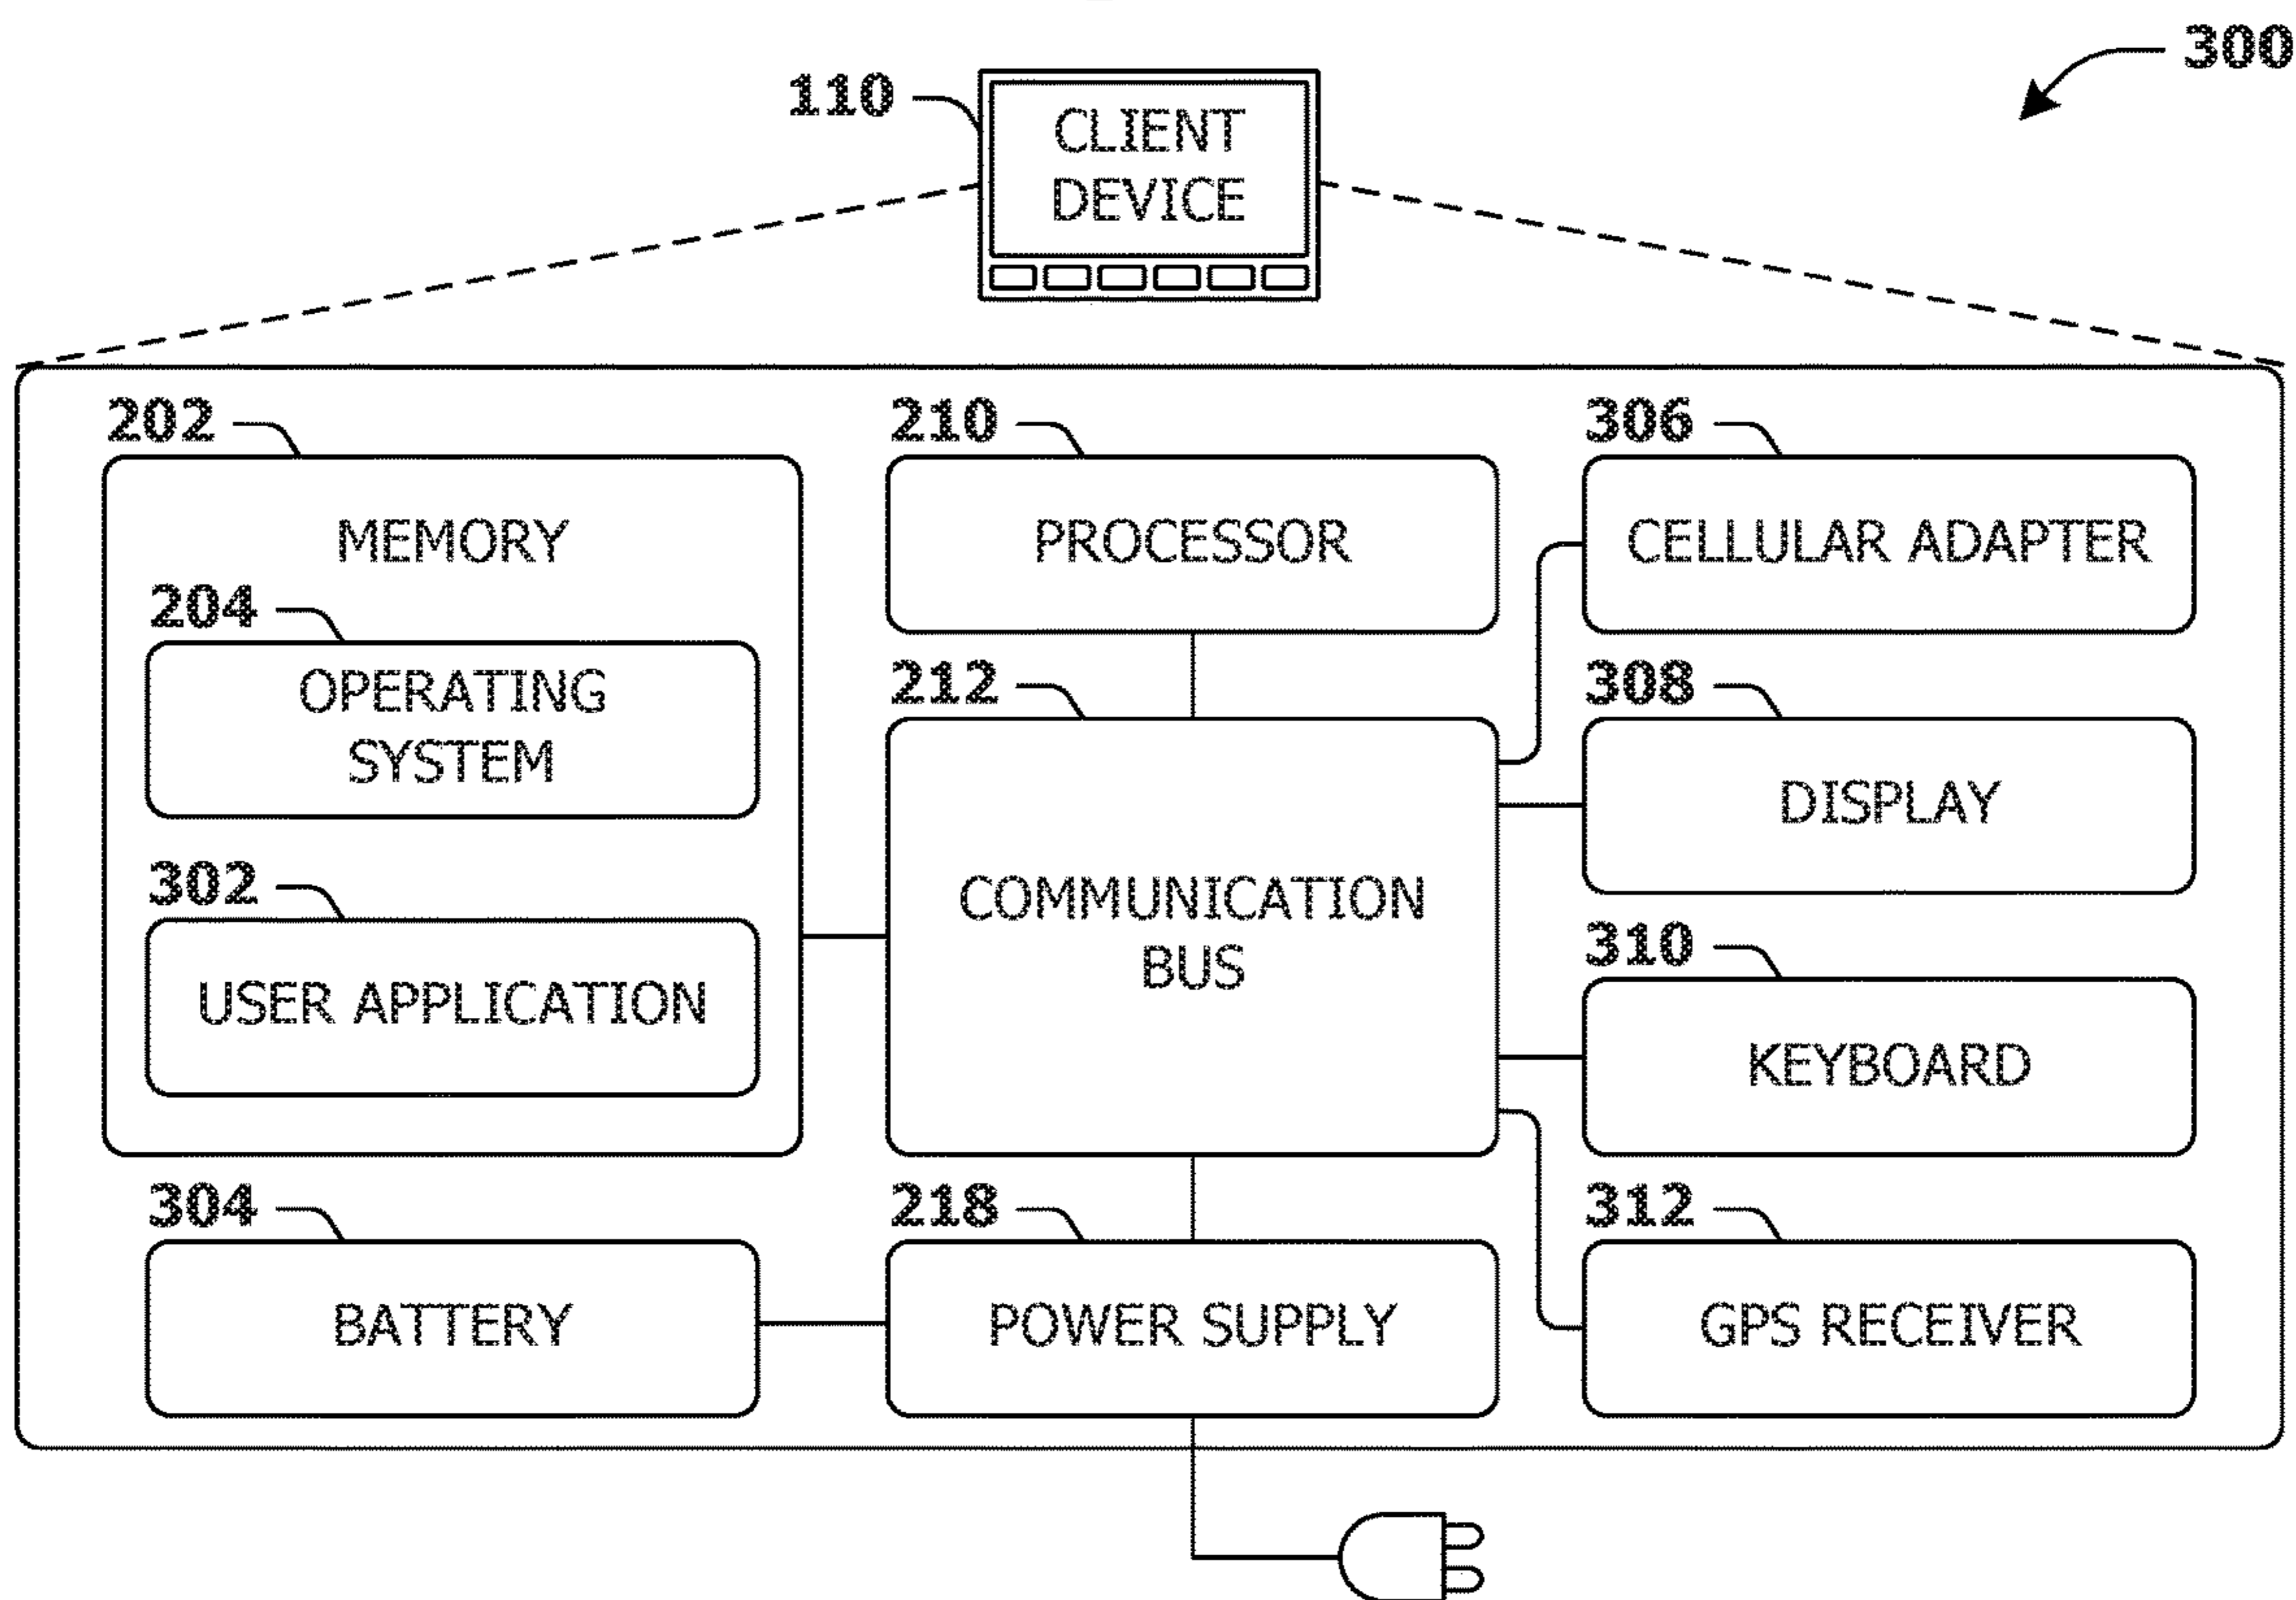 300
110
CLIENT
DEVICE
202
210
306
MEMORY
PROCESSOR
CELLULAR ADAPTER
204
OPERATING
SYSTEM
212
308
DISPLAY
302
USER APPLICATION
COMMUNICATION
BUS
310
KEYBOARD
304
218
312
BATTERY
POWER SUPPLY
GPS RECEIVER